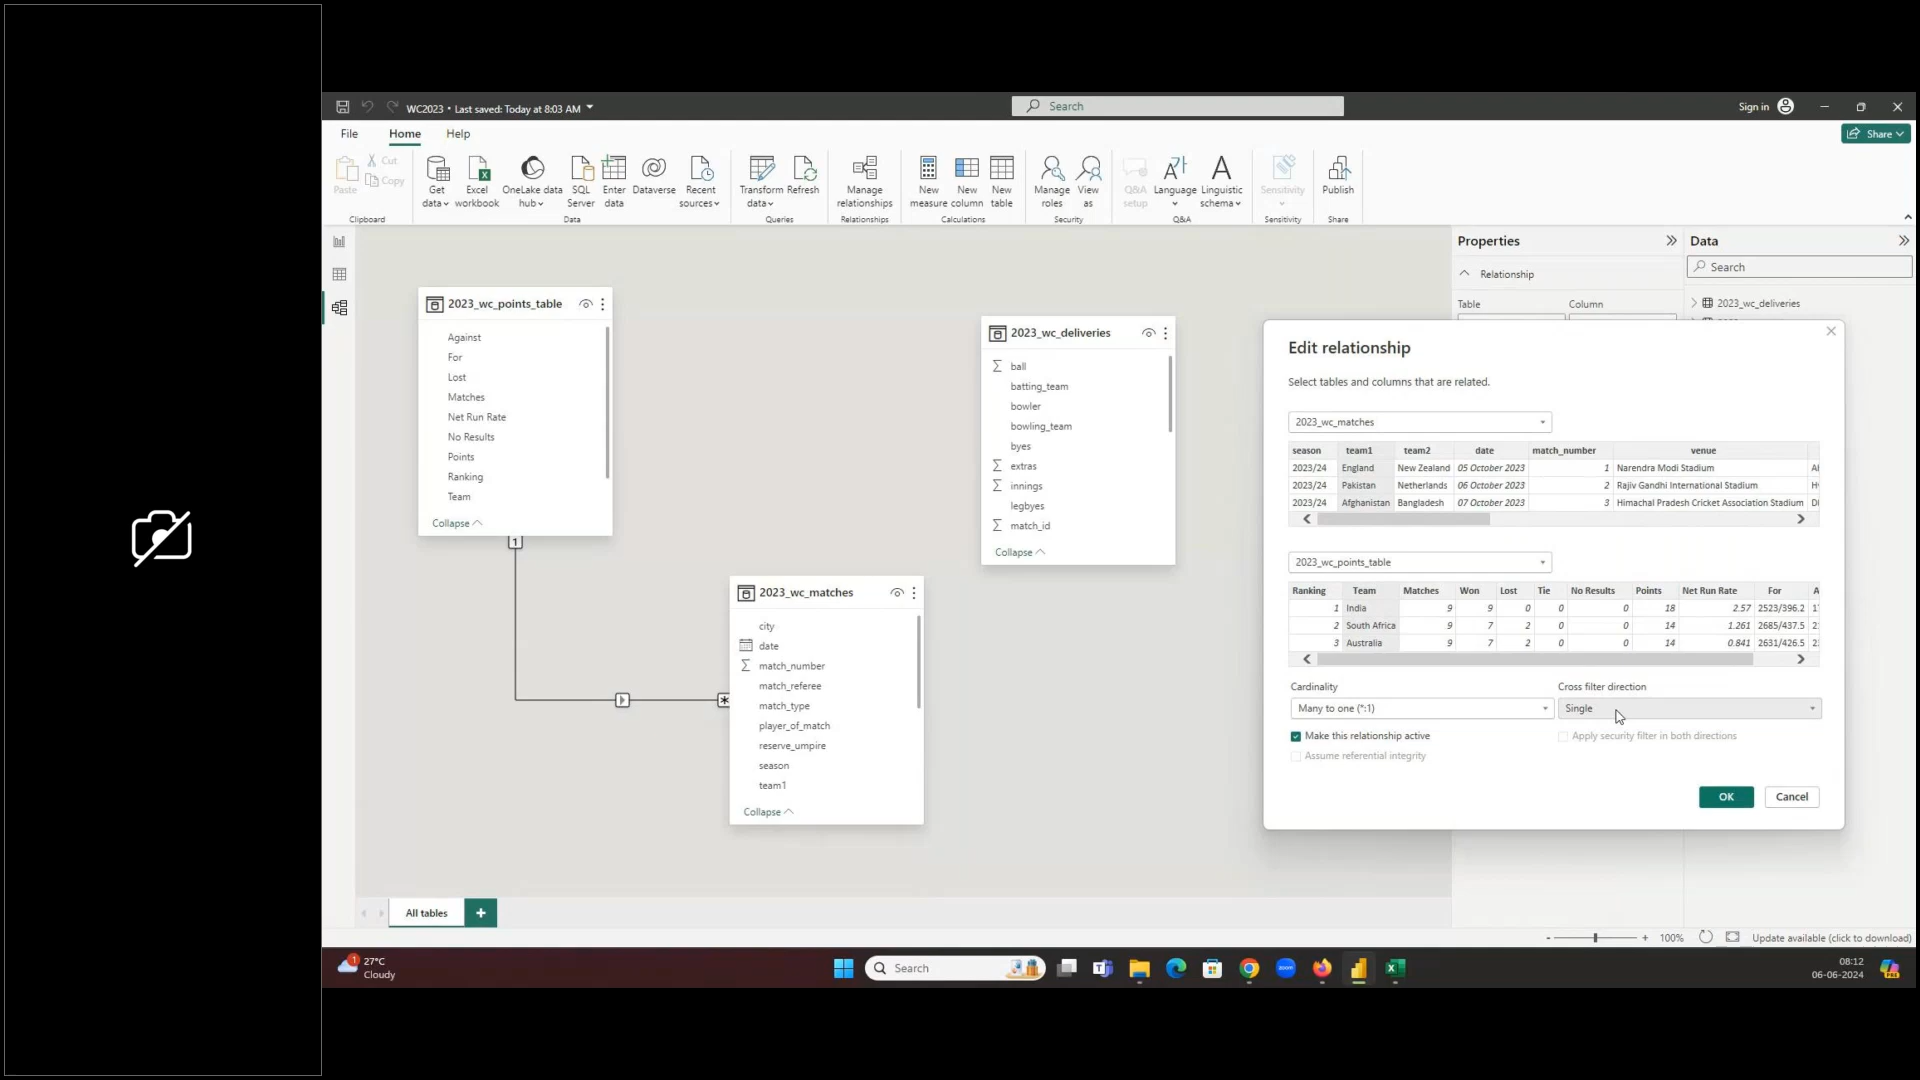 WC2023 • Last saved: Today at 8:03 AM
Search
Sign in
File
Home
Help
Share
Paste
Cut
Copy
Get data
Excel workbook
OneLake data hub
SQL Server
Enter data
Dataverse
Recent sources
Transform data
Refresh
Manage relationships
New measure
New column
New table
Manage roles
View as
Q&A setup
Language
Linguistic schema
Sensitivity
Publish
Clipboard
Data
Queries
Relationships
Calculations
Security
Q&A
Sensitivity
Share
Properties
Data
Relationship
Search
Table
Column
2023_wc_deliveries
2023_wc_points_table
Against
For
Lost
Matches
Net Run Rate
No Results
Points
Ranking
Team
Collapse
1
2023_wc_deliveries
ball
batting_team
bowler
bowling_team
byes
extras
innings
legbyes
match_id
Collapse
2023_wc_matches
city
date
match_number
match_referee
match_type
player_of_match
reserve_umpire
season
team1
Collapse
*
Edit relationship
Select tables and columns that are related.
2023_wc_matches
season team1 team2 date match_number venue
2023/24 England New Zealand 05 October 2023 1 Narendra Modi Stadium
2023/24 Pakistan Netherlands 06 October 2023 2 Rajiv Gandhi International Stadium
2023/24 Afghanistan Bangladesh 07 October 2023 3 Himachal Pradesh Cricket Association Stadium
2023_wc_points_table
Ranking Team Matches Won Lost Tie No Results Points Net Run Rate For
1 India 9 9 0 0 0 18 2.57 2523/396.2
2 South Africa 9 7 2 0 0 14 1.261 2685/437.5
3 Australia 9 7 2 0 0 14 0.841 2631/426.5
Cardinality
Cross filter direction
Many to one (*:1)
Single
Make this relationship active
Apply security filter in both directions
Assume referential integrity
OK
Cancel
All tables
+
- + 100%
Update available (click to download)
1
27°C
Cloudy
Search
zoom
08:12
06-06-2024
PRE